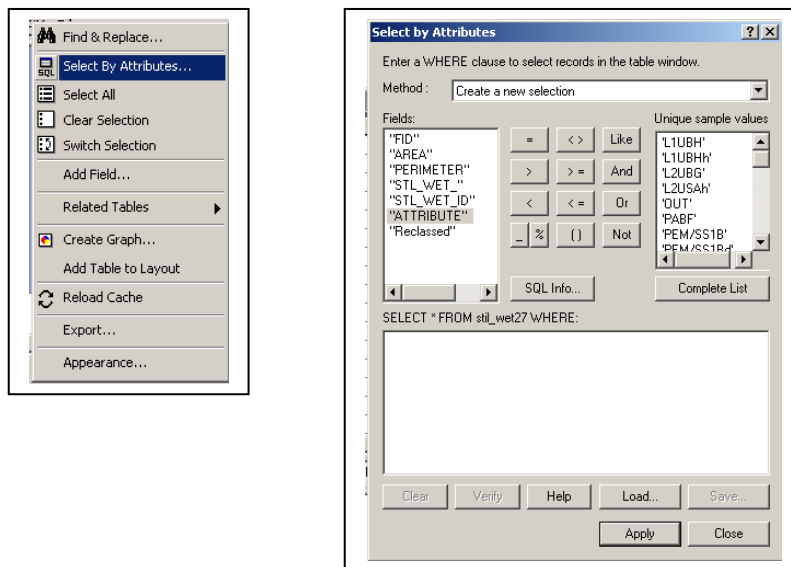 Find & Replace...
SQL
Select By Attributes...
Select All
Clear Selection
Switch Selection
Add Field...
Related Tables
Create Graph...
Add Table to Layout
Reload Cache
Export...
Appearance...
Select by Attributes
Enter a WHERE clause to select records in the table window.
Method : Create a new selection
Fields:
"FID"
"AREA"
"PERIMETER"
"STL_WET_"
"STL_WET_ID"
"ATTRIBUTE"
"Reclassed"
= <> Like
> >= And
< <= Or
_ % () Not
SQL Info...
Unique sample values
'L1UBH'
'L1UBHh'
'L2UBG'
'L2USAh'
'OUT'
'PABF'
'PEM/SS1B'
'PEM/SS1Bd'
Complete List
SELECT * FROM stil_wet27 WHERE:
Clear Verify Help Load... Save...
Apply Close